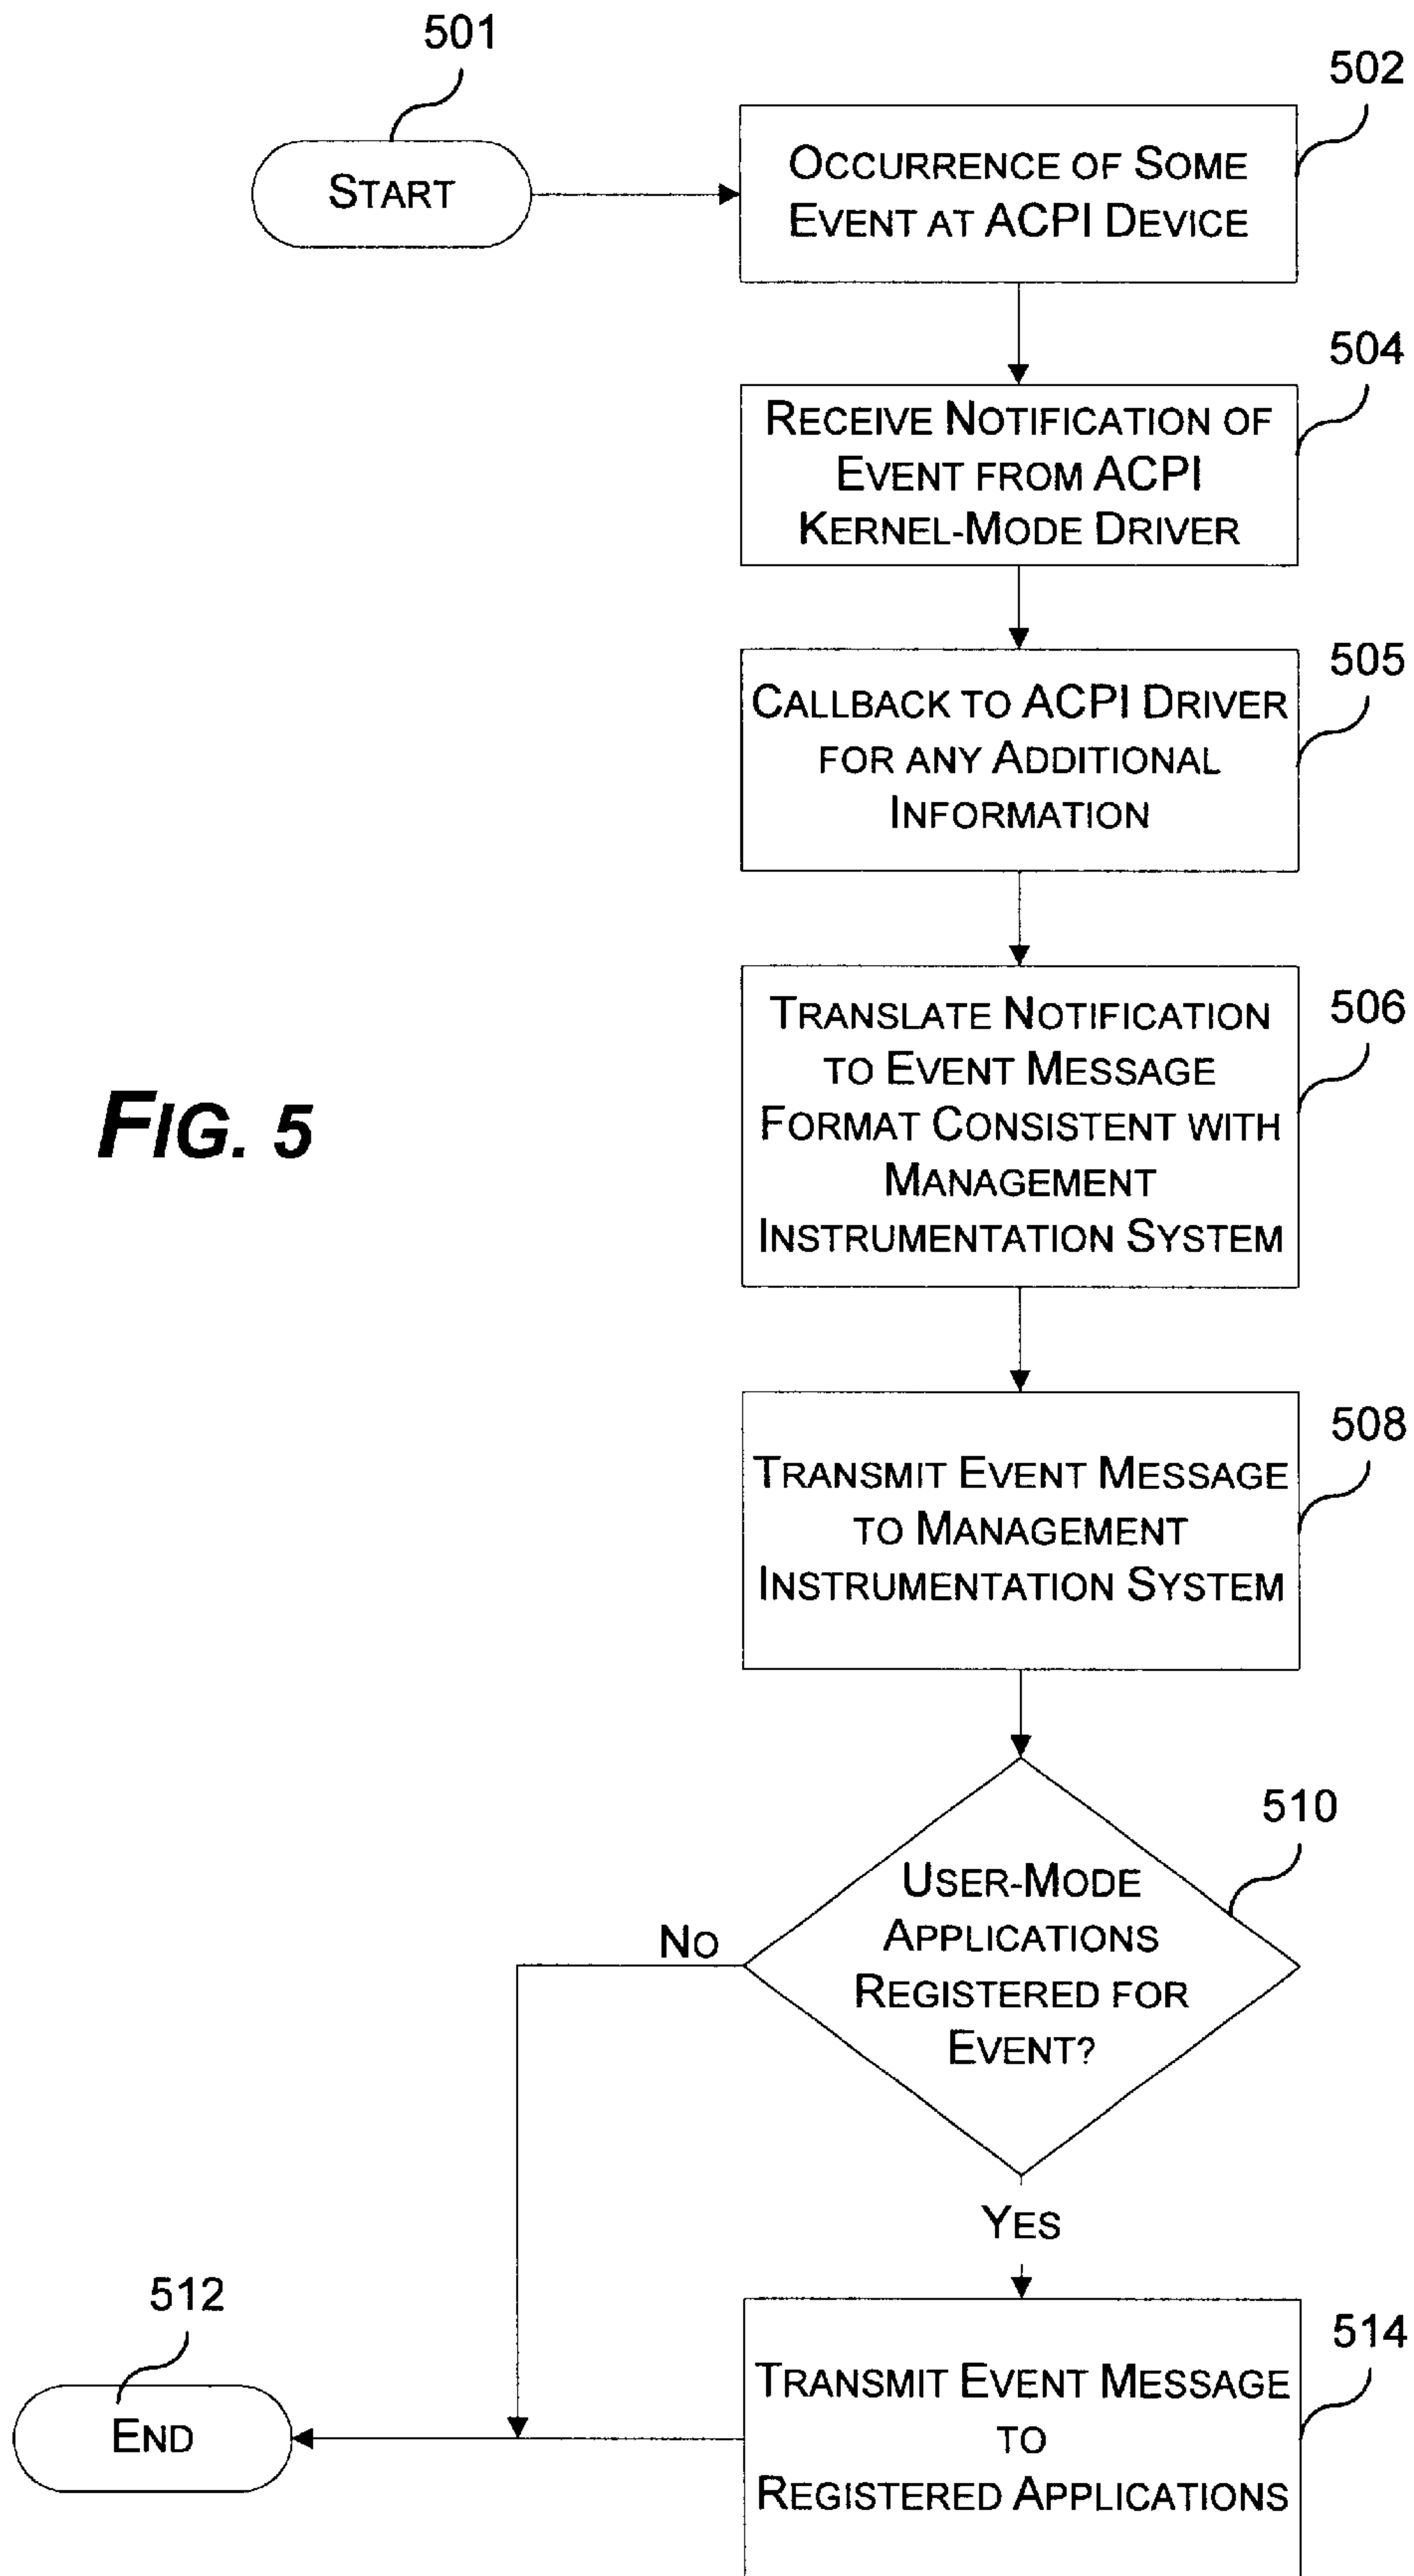 501
START
502
OCCURRENCE OF SOME
EVENT AT ACPI DEVICE
504
RECEIVE NOTIFICATION OF
EVENT FROM ACPI
KERNEL-MODE DRIVER
505
CALLBACK TO ACPI DRIVER
FOR ANY ADDITIONAL
INFORMATION
506
TRANSLATE NOTIFICATION
TO EVENT MESSAGE
FORMAT CONSISTENT WITH
MANAGEMENT
INSTRUMENTATION SYSTEM
FIG. 5
508
TRANSMIT EVENT MESSAGE
TO MANAGEMENT
INSTRUMENTATION SYSTEM
510
USER-MODE
APPLICATIONS
REGISTERED FOR
EVENT?
NO
YES
512
END
514
TRANSMIT EVENT MESSAGE
TO
REGISTERED APPLICATIONS